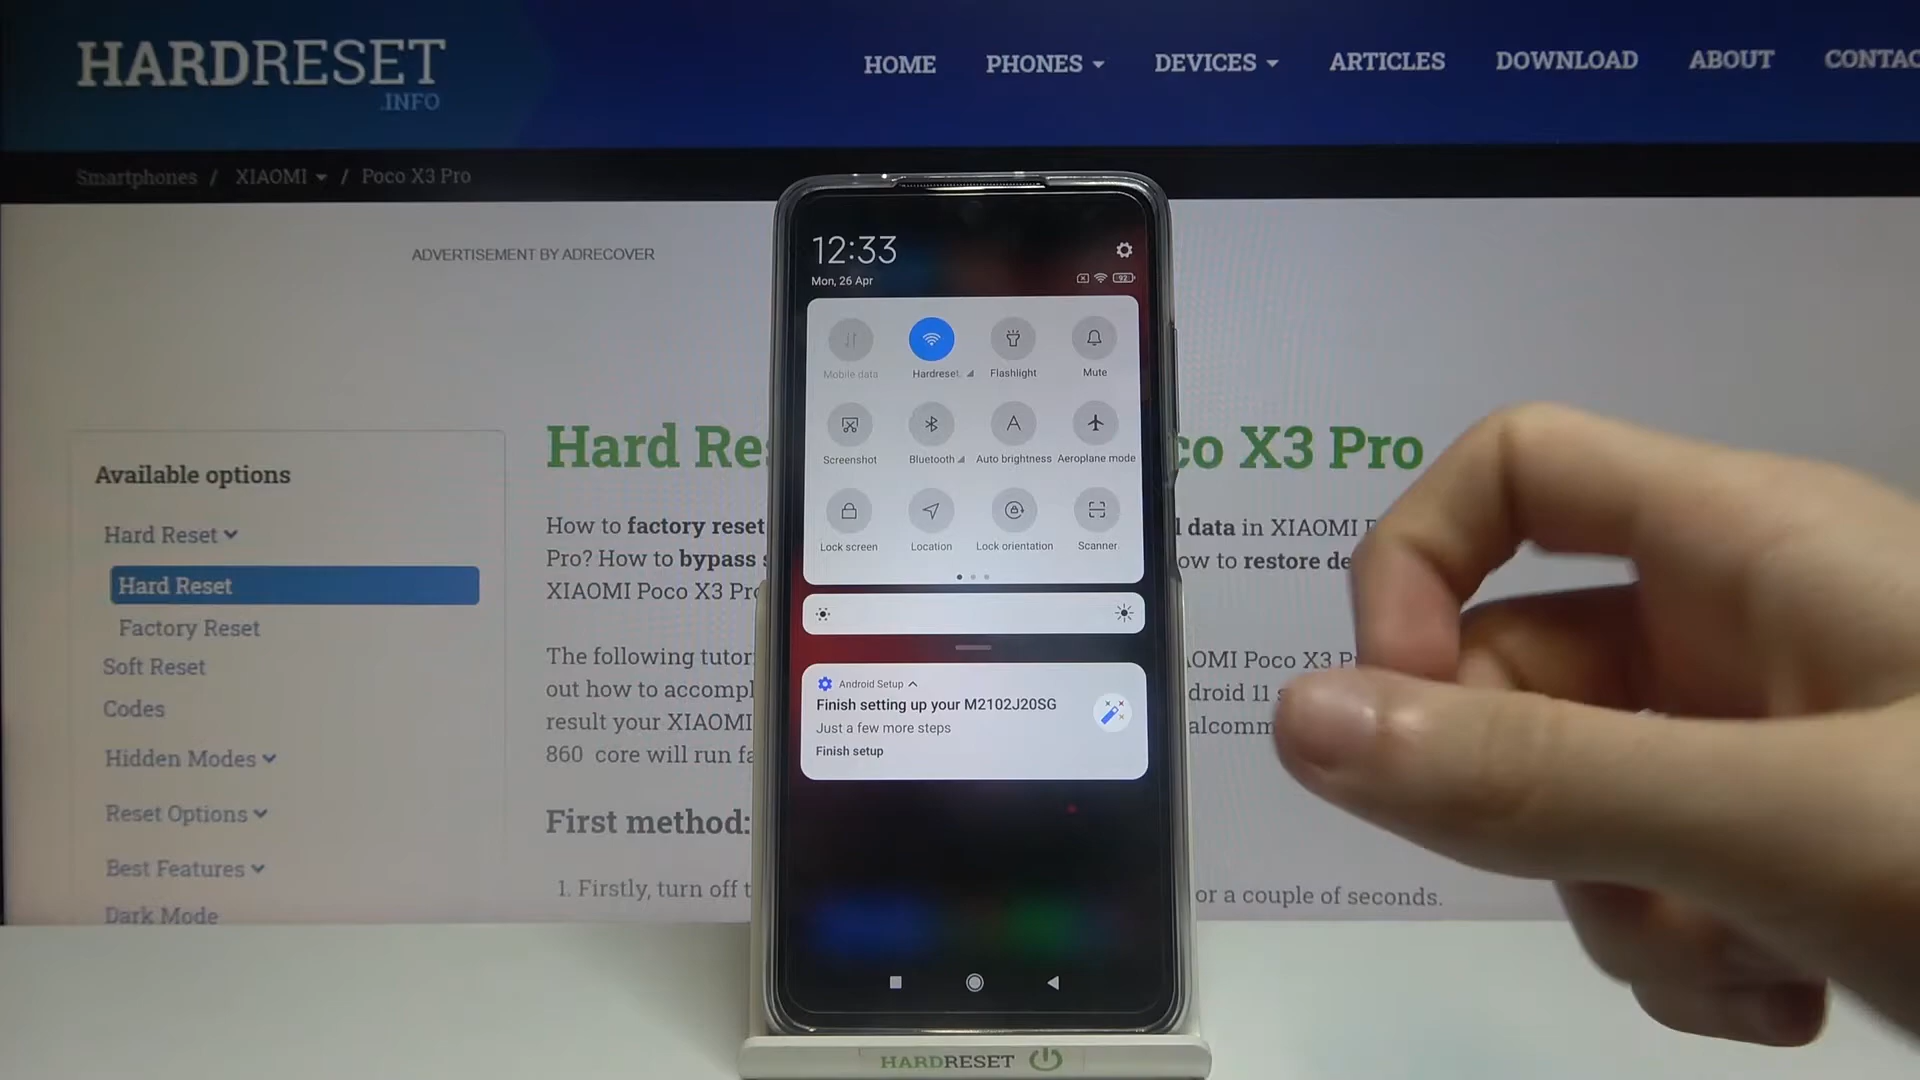 HARDRESET
.INFO
HOME PHONES DEVICES ARTICLES DOWNLOAD ABOUT CONTAC
Smartphones / XIAOMI / Poco X3 Pro
ADVERTISEMENT BY ADRECOVER
Available options
Hard Reset
Hard Reset
Factory Reset
Soft Reset
Codes
Hidden Modes
Reset Options
Best Features
Dark Mode
Hard Re co X3 Pro
How to factory reset l data in XIAOMI P
Pro? How to bypass s ow to restore de
XIAOMI Poco X3 Pro
The following tutor AOMI Poco X3 P
out how to accompl droid 11 s
result your XIAOMI alcomm
860 core will run fa
First method:
1. Firstly, turn off t or a couple of seconds.
12:33
Mon, 26 Apr
92
Mobile data Hardreset Flashlight Mute
Screenshot Bluetooth Auto brightness Aeroplane mode
Lock screen Location Lock orientation Scanner
Android Setup
Finish setting up your M2102J20SG
Just a few more steps
Finish setup
HARDRESET